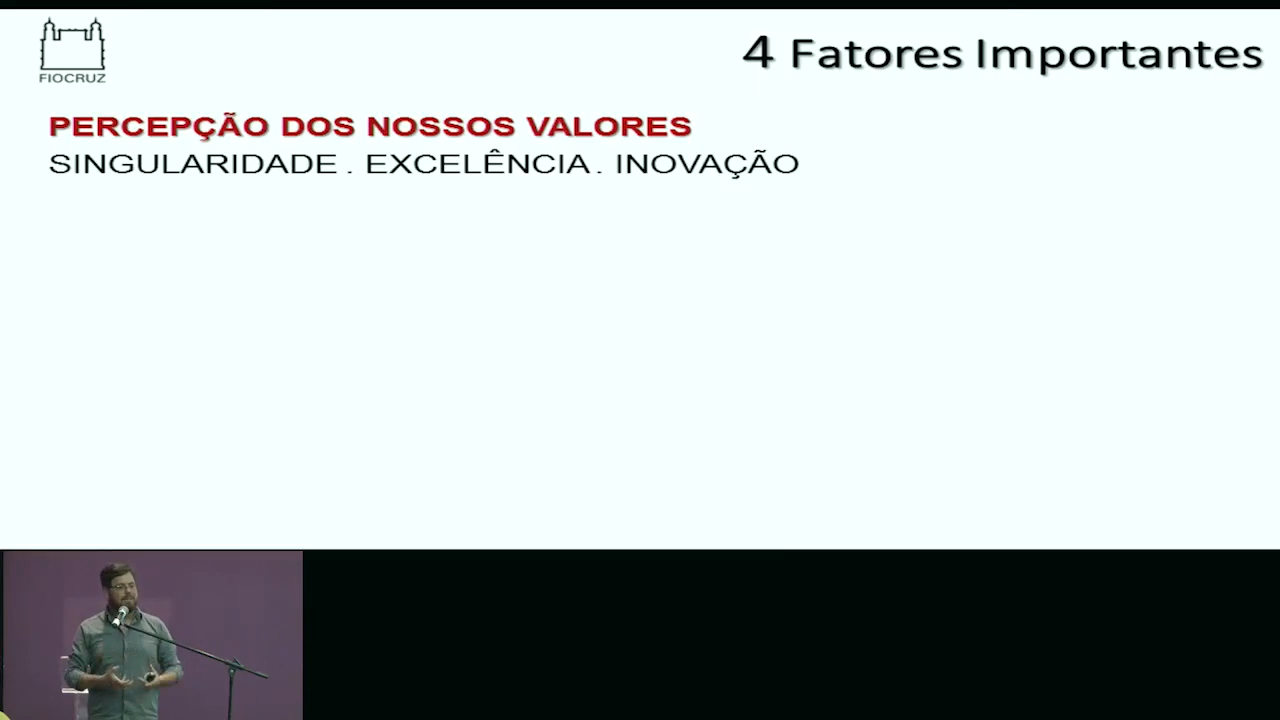 FIOCRUZ
4 Fatores Importantes
PERCEPÇÃO DOS NOSSOS VALORES
SINGULARIDADE . EXCELÊNCIA . INOVAÇÃO